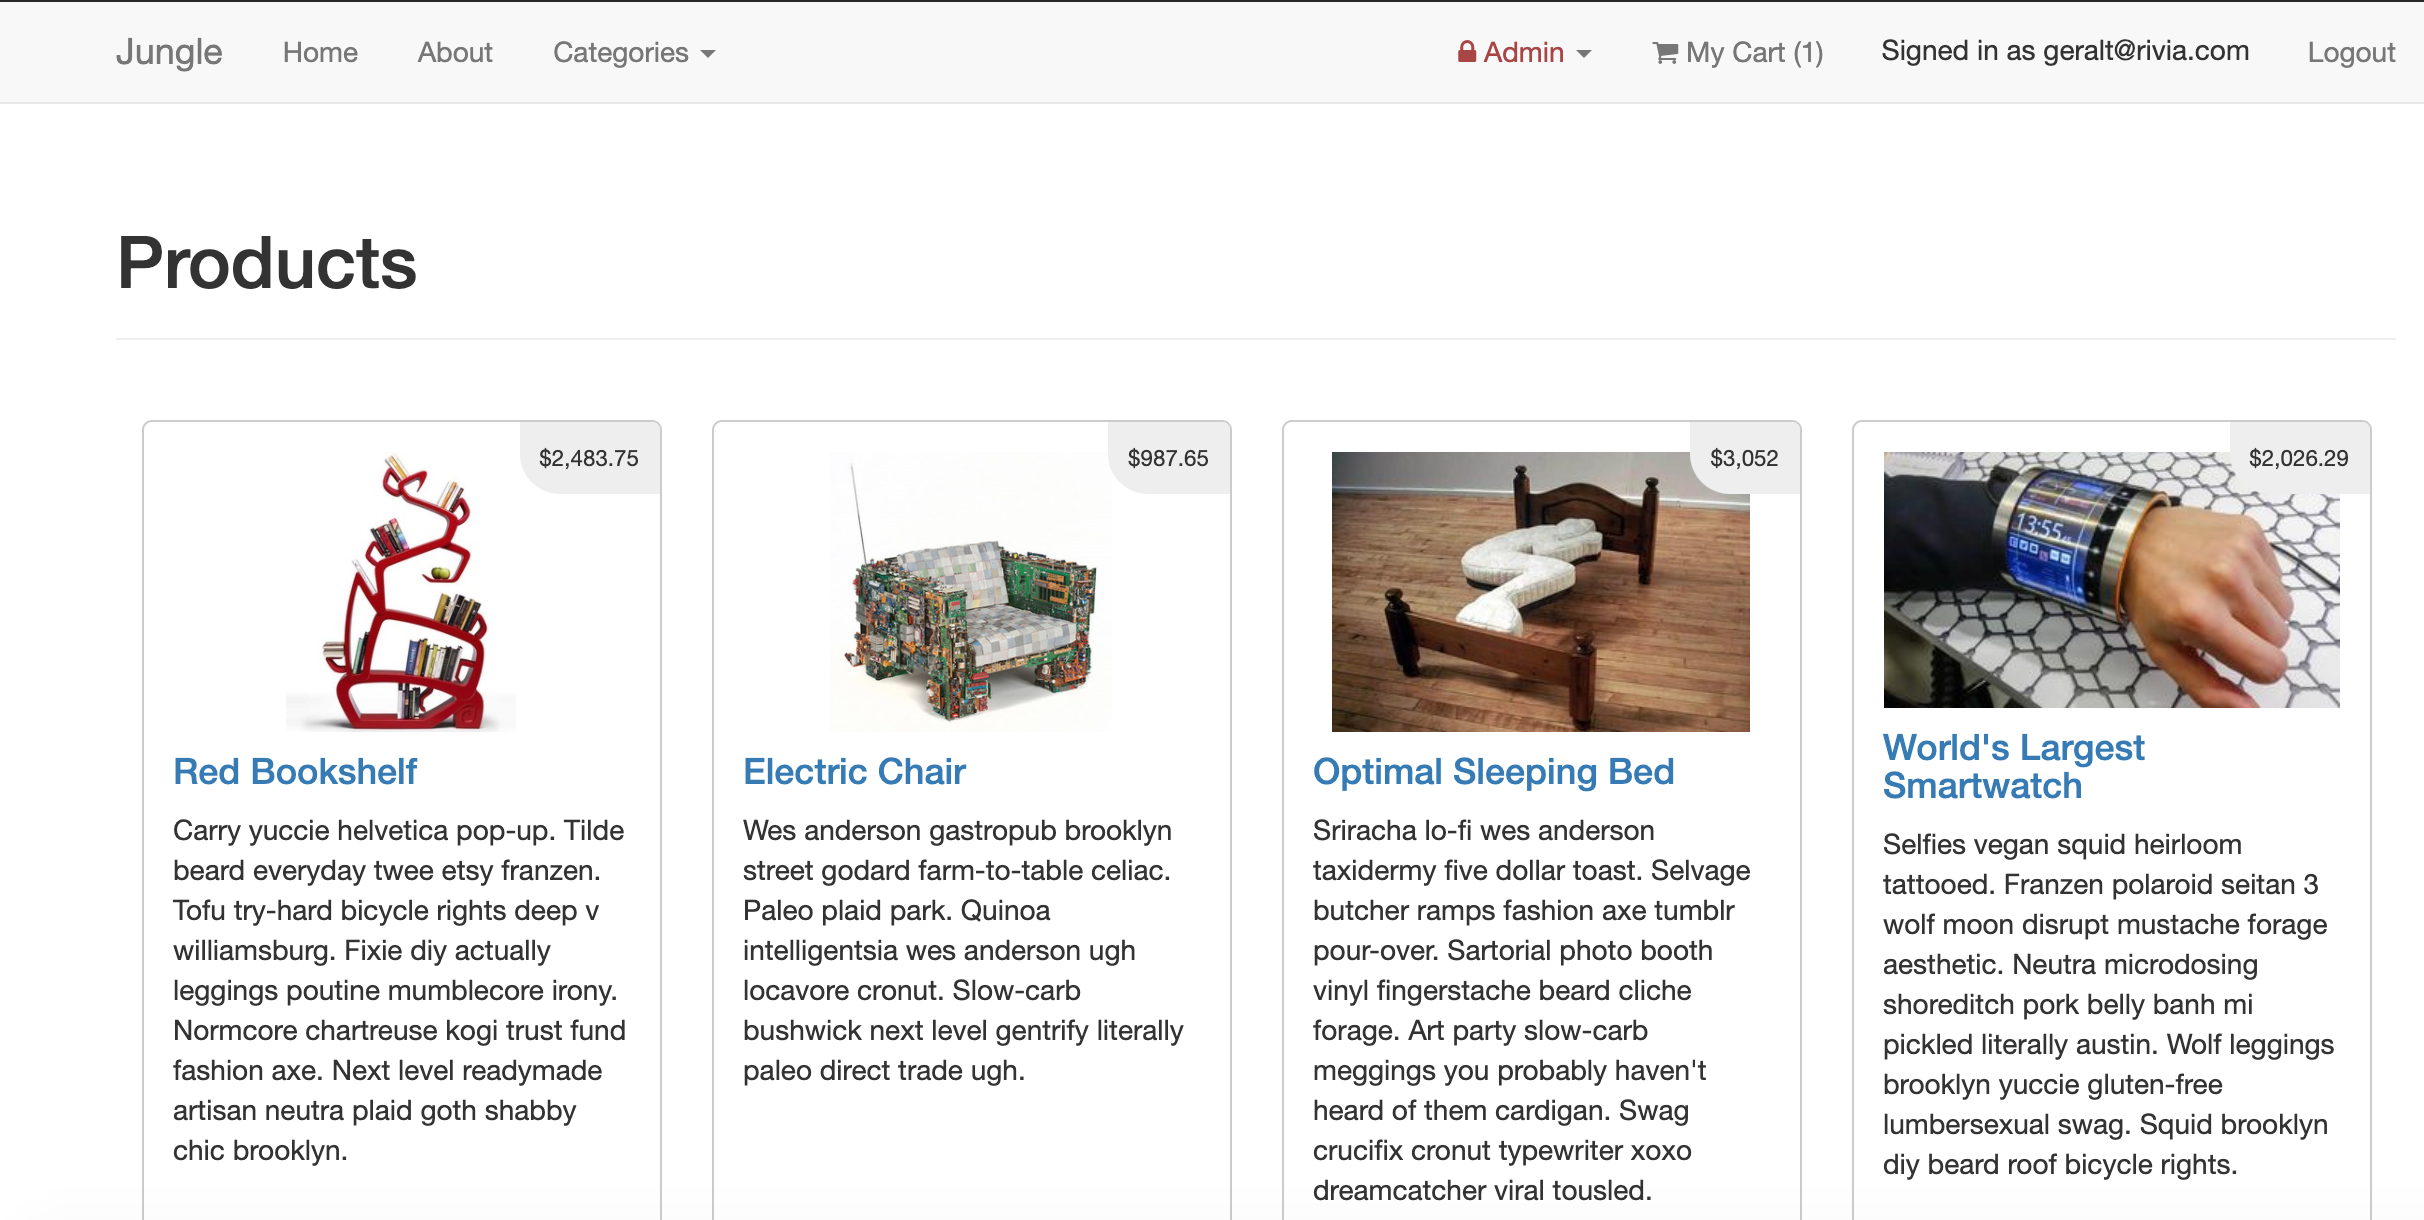 Jungle Home About Categories Admin My Cart (1) Signed in as geralt@rivia.com Logout
Products
$2,483.75
Red Bookshelf
Carry yuccie helvetica pop-up. Tilde
beard everyday twee etsy franzen.
Tofu try-hard bicycle rights deep v
williamsburg. Fixie diy actually
leggings poutine mumblecore irony.
Normcore chartreuse kogi trust fund
fashion axe. Next level readymade
artisan neutra plaid goth shabby
chic brooklyn.
$987.65
Electric Chair
Wes anderson gastropub brooklyn
street godard farm-to-table celiac.
Paleo plaid park. Quinoa
intelligentsia wes anderson ugh
locavore cronut. Slow-carb
bushwick next level gentrify literally
paleo direct trade ugh.
$3,052
Optimal Sleeping Bed
Sriracha lo-fi wes anderson
taxidermy five dollar toast. Selvage
butcher ramps fashion axe tumblr
pour-over. Sartorial photo booth
vinyl fingerstache beard cliche
forage. Art party slow-carb
meggings you probably haven't
heard of them cardigan. Swag
crucifix cronut typewriter xoxo
dreamcatcher viral tousled.
$2,026.29
13:55
World's Largest
Smartwatch
Selfies vegan squid heirloom
tattooed. Franzen polaroid seitan 3
wolf moon disrupt mustache forage
aesthetic. Neutra microdosing
shoreditch pork belly banh mi
pickled literally austin. Wolf leggings
brooklyn yuccie gluten-free
lumbersexual swag. Squid brooklyn
diy beard roof bicycle rights.